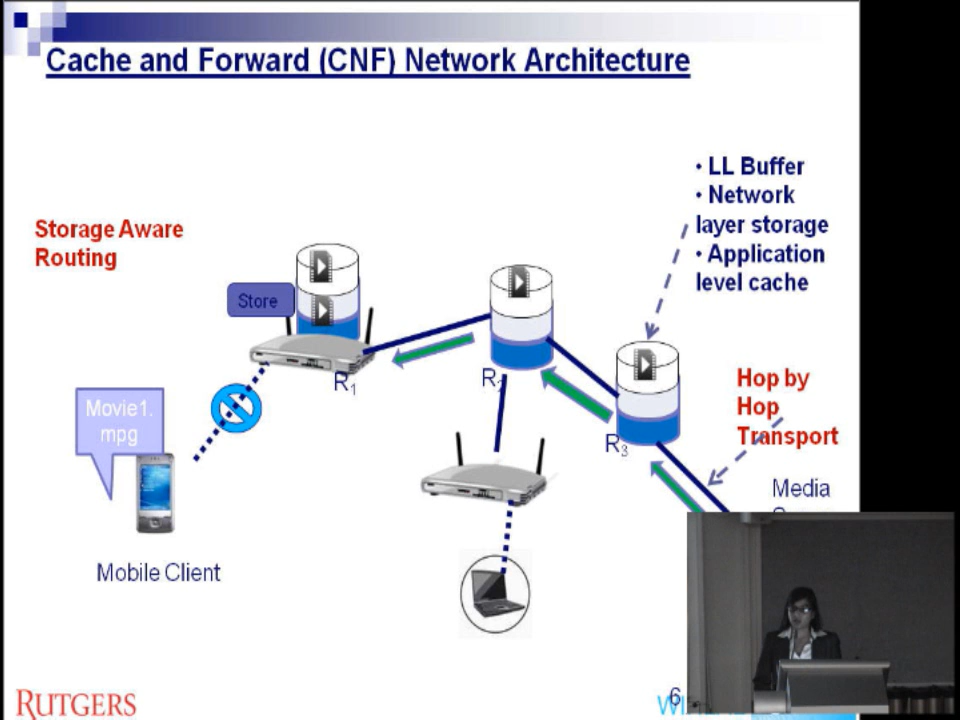 Cache and Forward (CNF) Network Architecture
• LL Buffer
• Network
layer storage
• Application
level cache
Storage Aware
Routing
Store
R1
R
R3
Hop by
Hop
Transport
Movie1.
mpg
Media
Mobile Client
RUTGERS
6